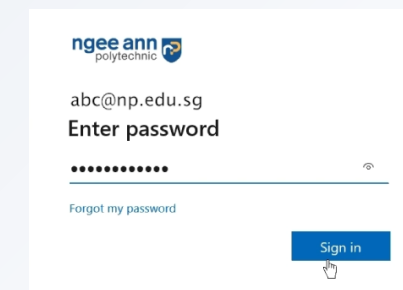 ngee ann
polytechnic
abc@np.edu.sg
Enter password
••••••••••••
Forgot my password
Sign in